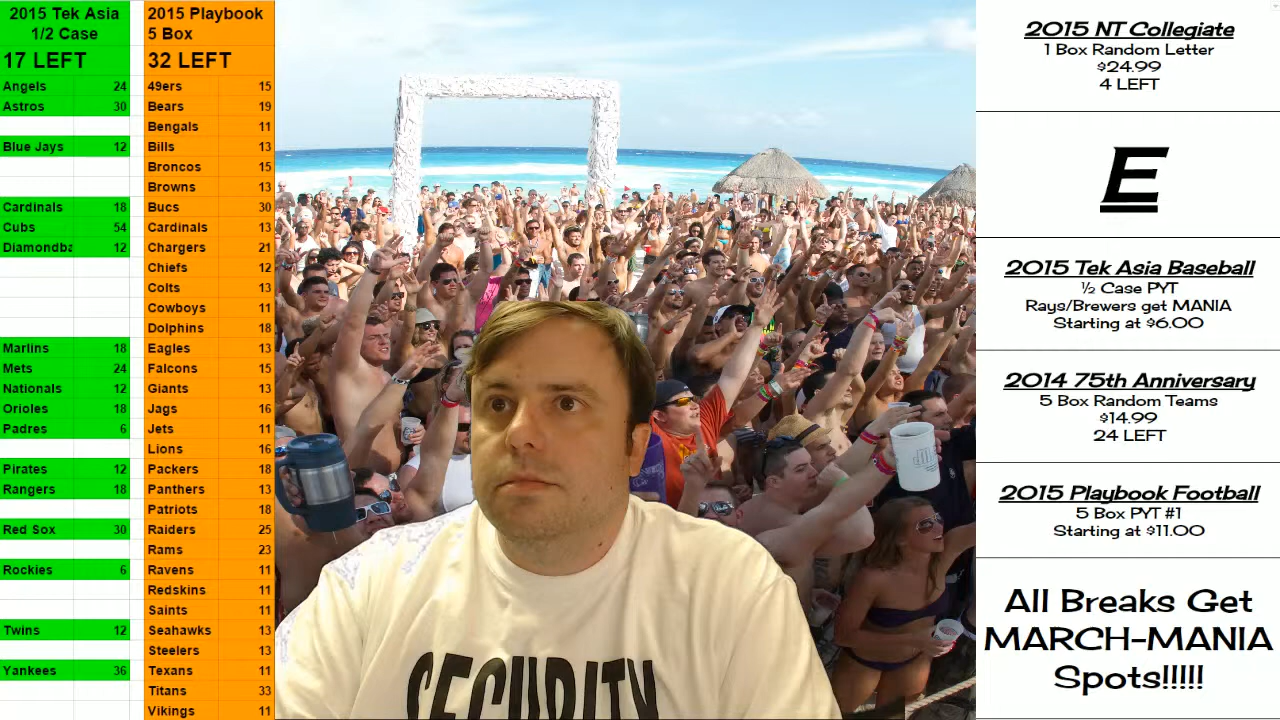 2015 Tek Asia
1/2 Case
17 LEFT
Angels 24
Astros 30
Blue Jays 12
Cardinals 18
Cubs 54
Diamondba 12
Marlins 18
Mets 24
Nationals 12
Orioles 18
Padres 6
Pirates 12
Rangers 18
Red Sox 30
Rockies 6
Twins 12
Yankees 36
2015 Playbook
5 Box
32 LEFT
49ers 15
Bears 19
Bengals 11
Bills 13
Broncos 15
Browns 13
Bucs 30
Cardinals 13
Chargers 21
Chiefs 12
Colts 13
Cowboys 11
Dolphins 18
Eagles 13
Falcons 15
Giants 13
Jags 16
Jets 11
Lions 16
Packers 18
Panthers 13
Patriots 18
Raiders 25
Rams 23
Ravens 11
Redskins 11
Saints 11
Seahawks 13
Steelers 13
Texans 11
Titans 33
Vikings 11
SECURITY
2015 NT Collegiate
1 Box Random Letter
$24.99
4 LEFT
E
2015 Tek Asia Baseball
½ Case PYT
Rays/Brewers get MANIA
Starting at $6.00
2014 75th Anniversary
5 Box Random Teams
$14.99
24 LEFT
2015 Playbook Football
5 Box PYT #1
Starting at $11.00
All Breaks Get
MARCH-MANIA
Spots!!!!!